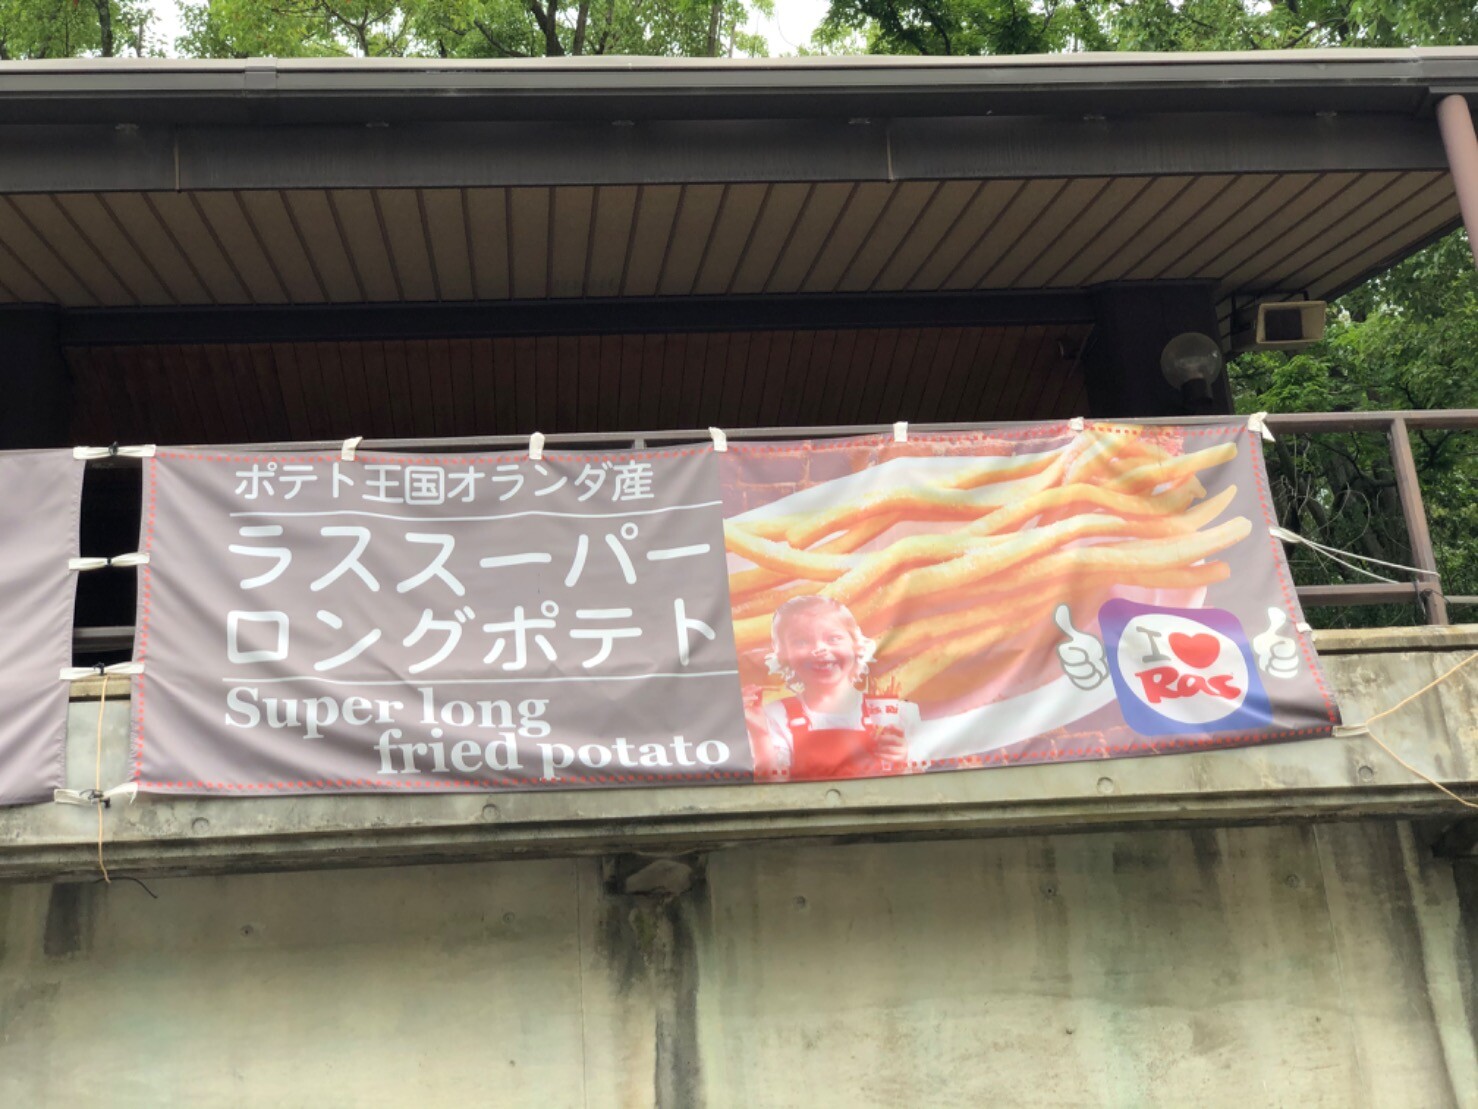 ポテト王国オランダ産
ラススーパー
ロングポテト
Super long
fried potato
I
Ras